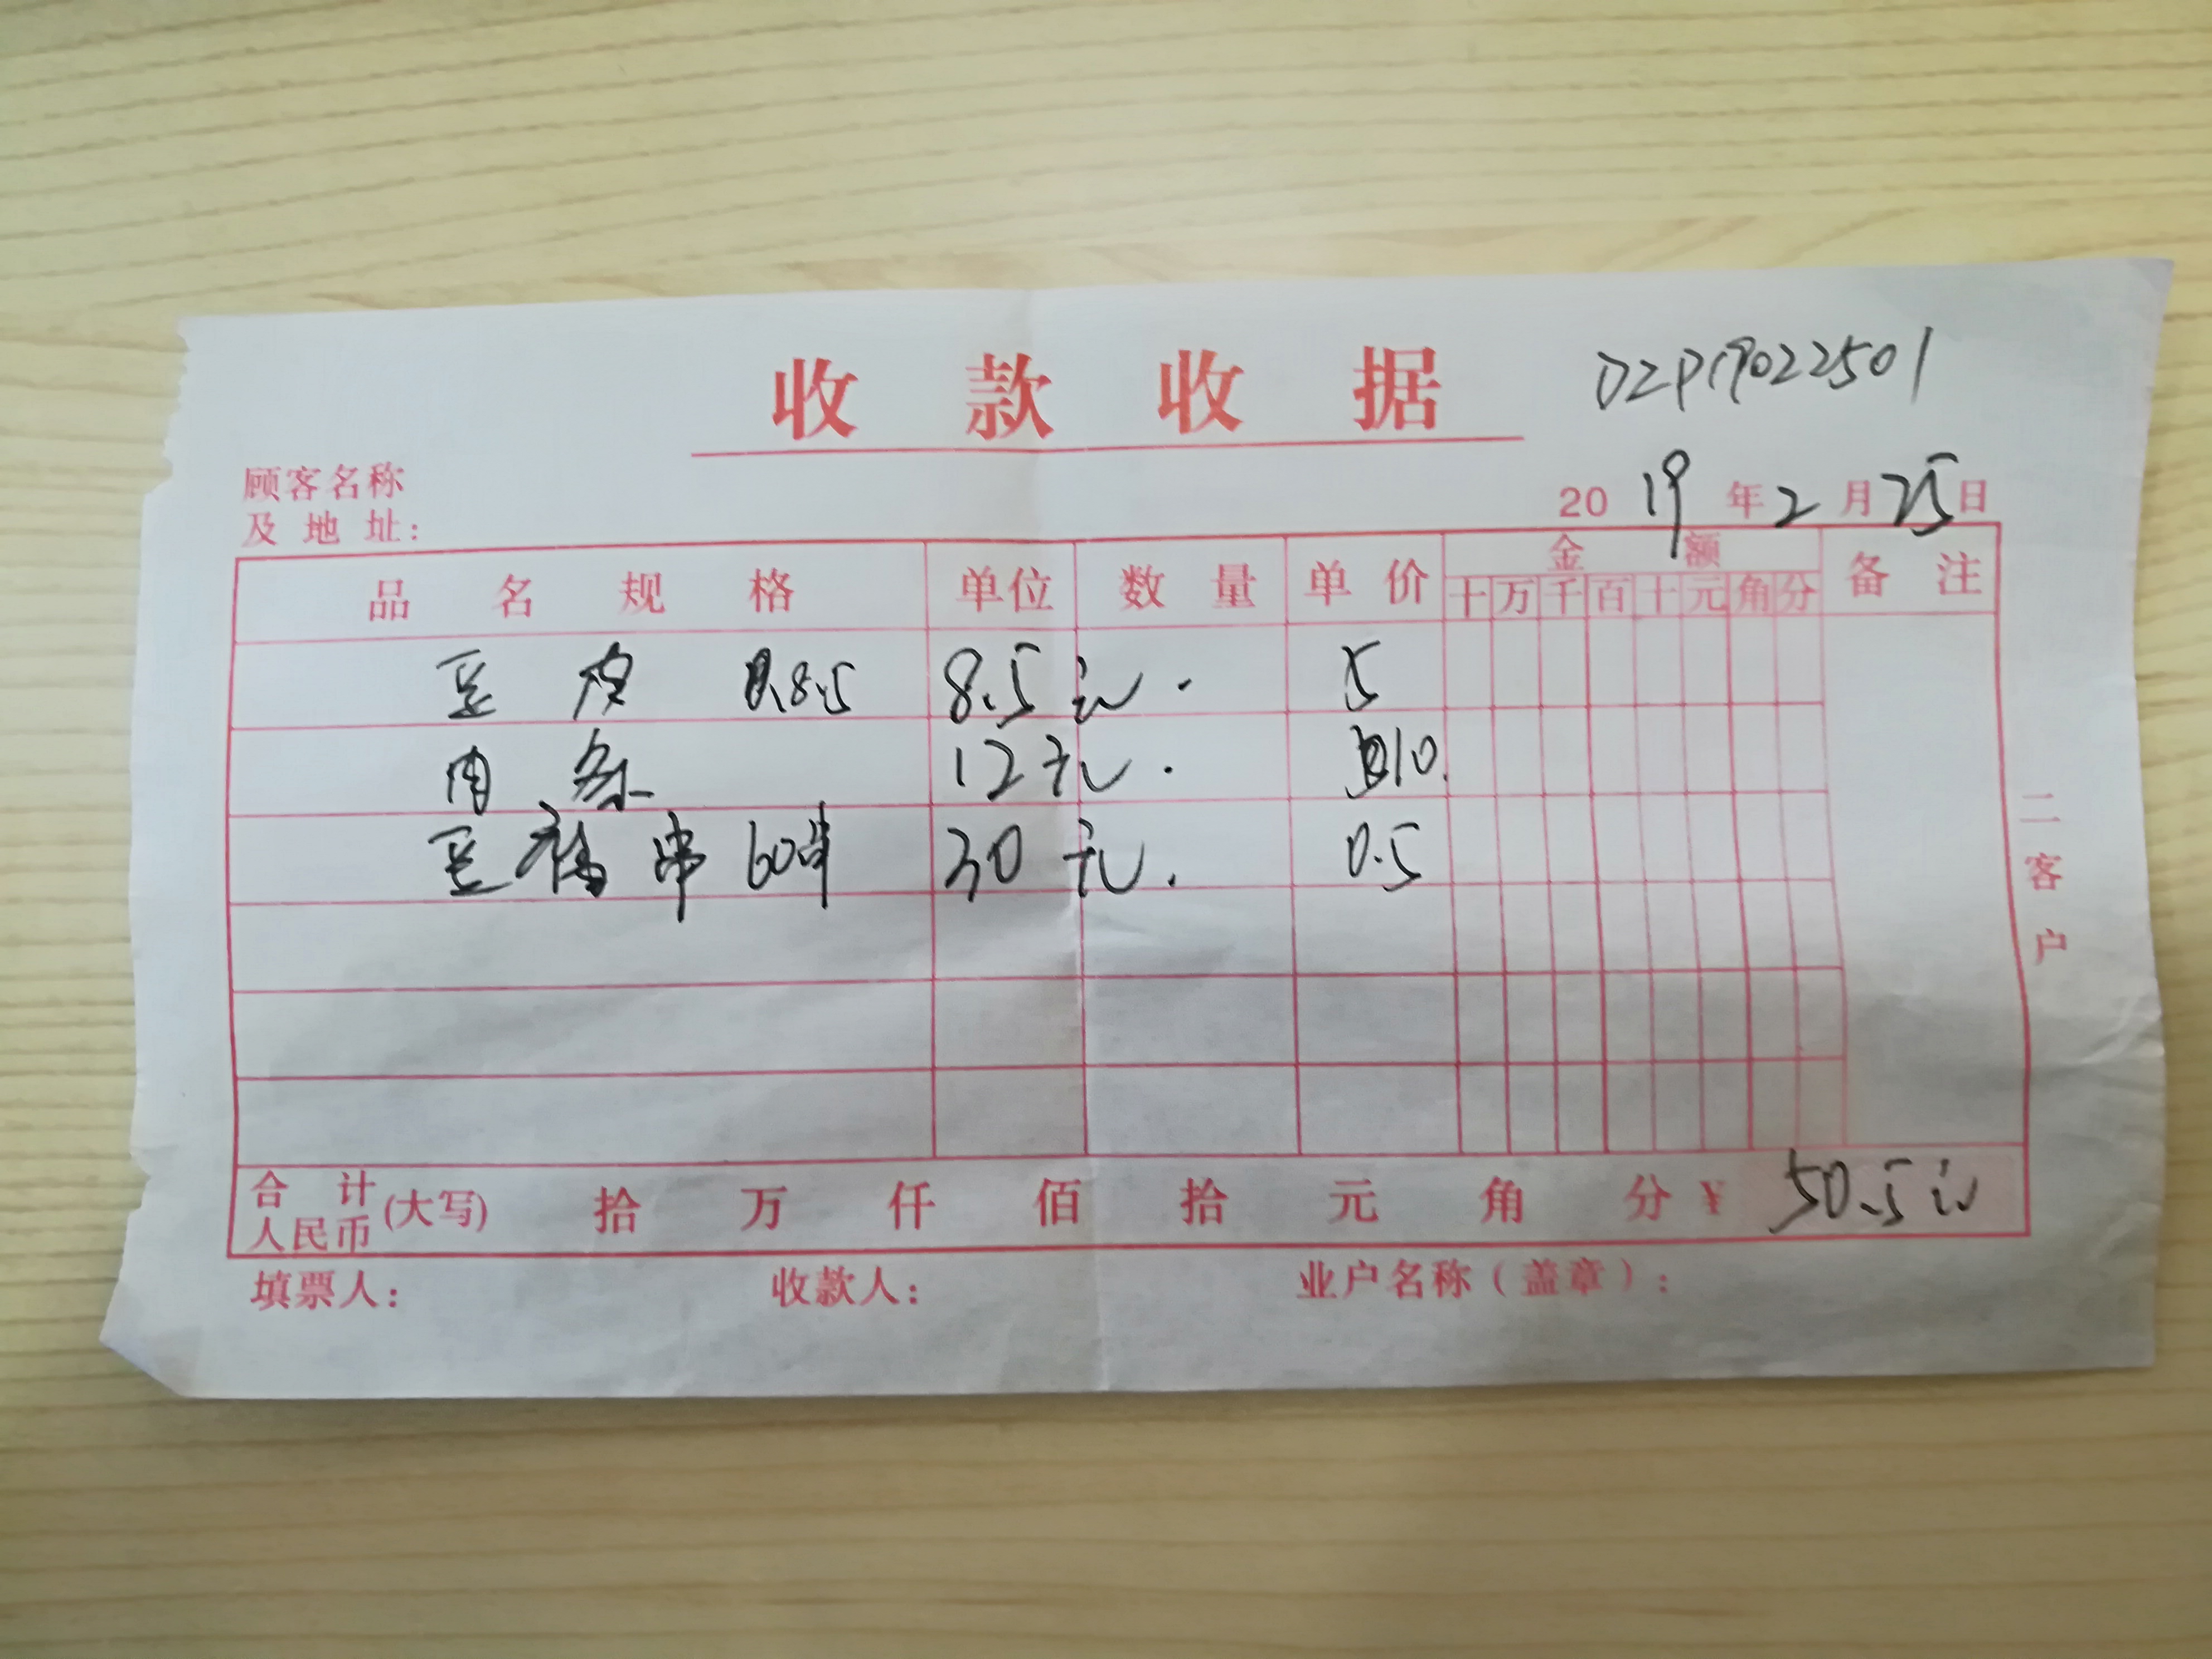 收款收据
DZP19022501
顾客名称
及地址：
2019年2月25日
品名规格 单位 数量 单价 金额 备注
十 万 千 百 十 元 角 分
豆皮 8.5 8.5元. 5
肉 12元. 10.
豆腐串60串 30元. 0.5
二客户
合计人民币(大写) 拾 万 仟 佰 拾 元 角 分 ¥ 50.5元
填票人： 收款人： 业户名称（盖章）：